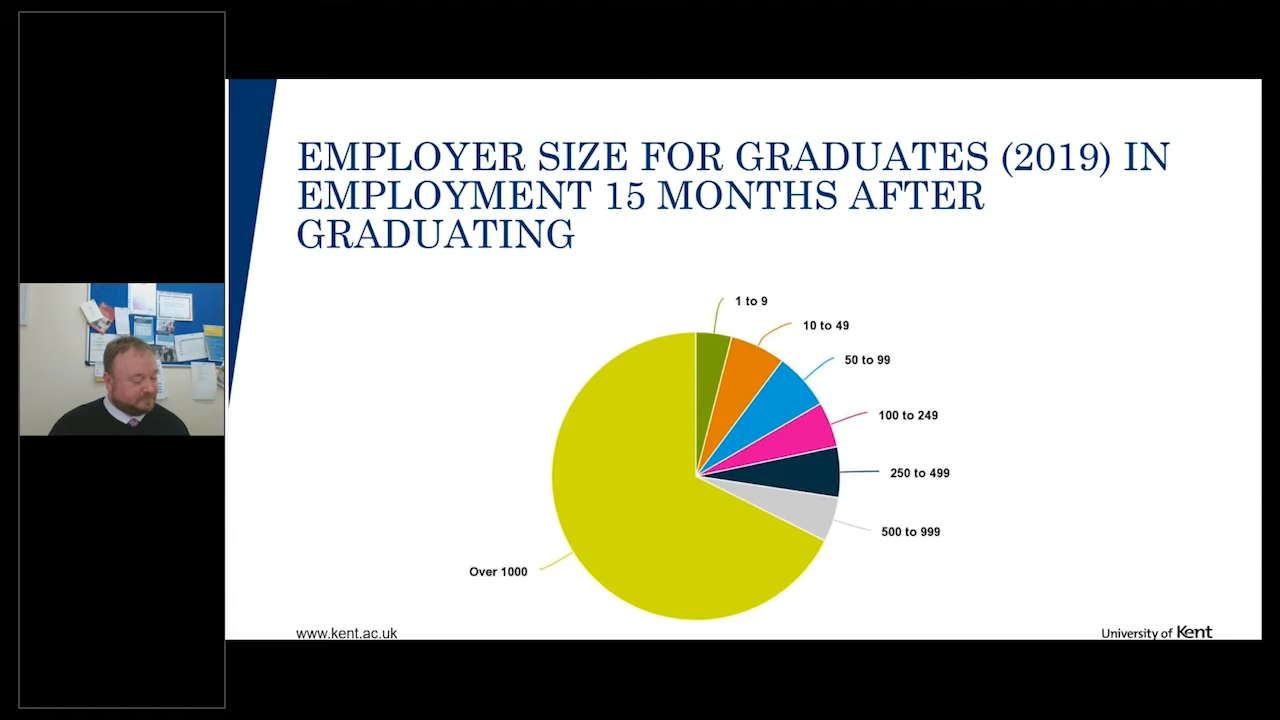 EMPLOYER SIZE FOR GRADUATES (2019) IN
EMPLOYMENT 15 MONTHS AFTER
GRADUATING
1 to 9
10 to 49
50 to 99
100 to 249
250 to 499
500 to 999
Over 1000
www.kent.ac.uk
University of Kent